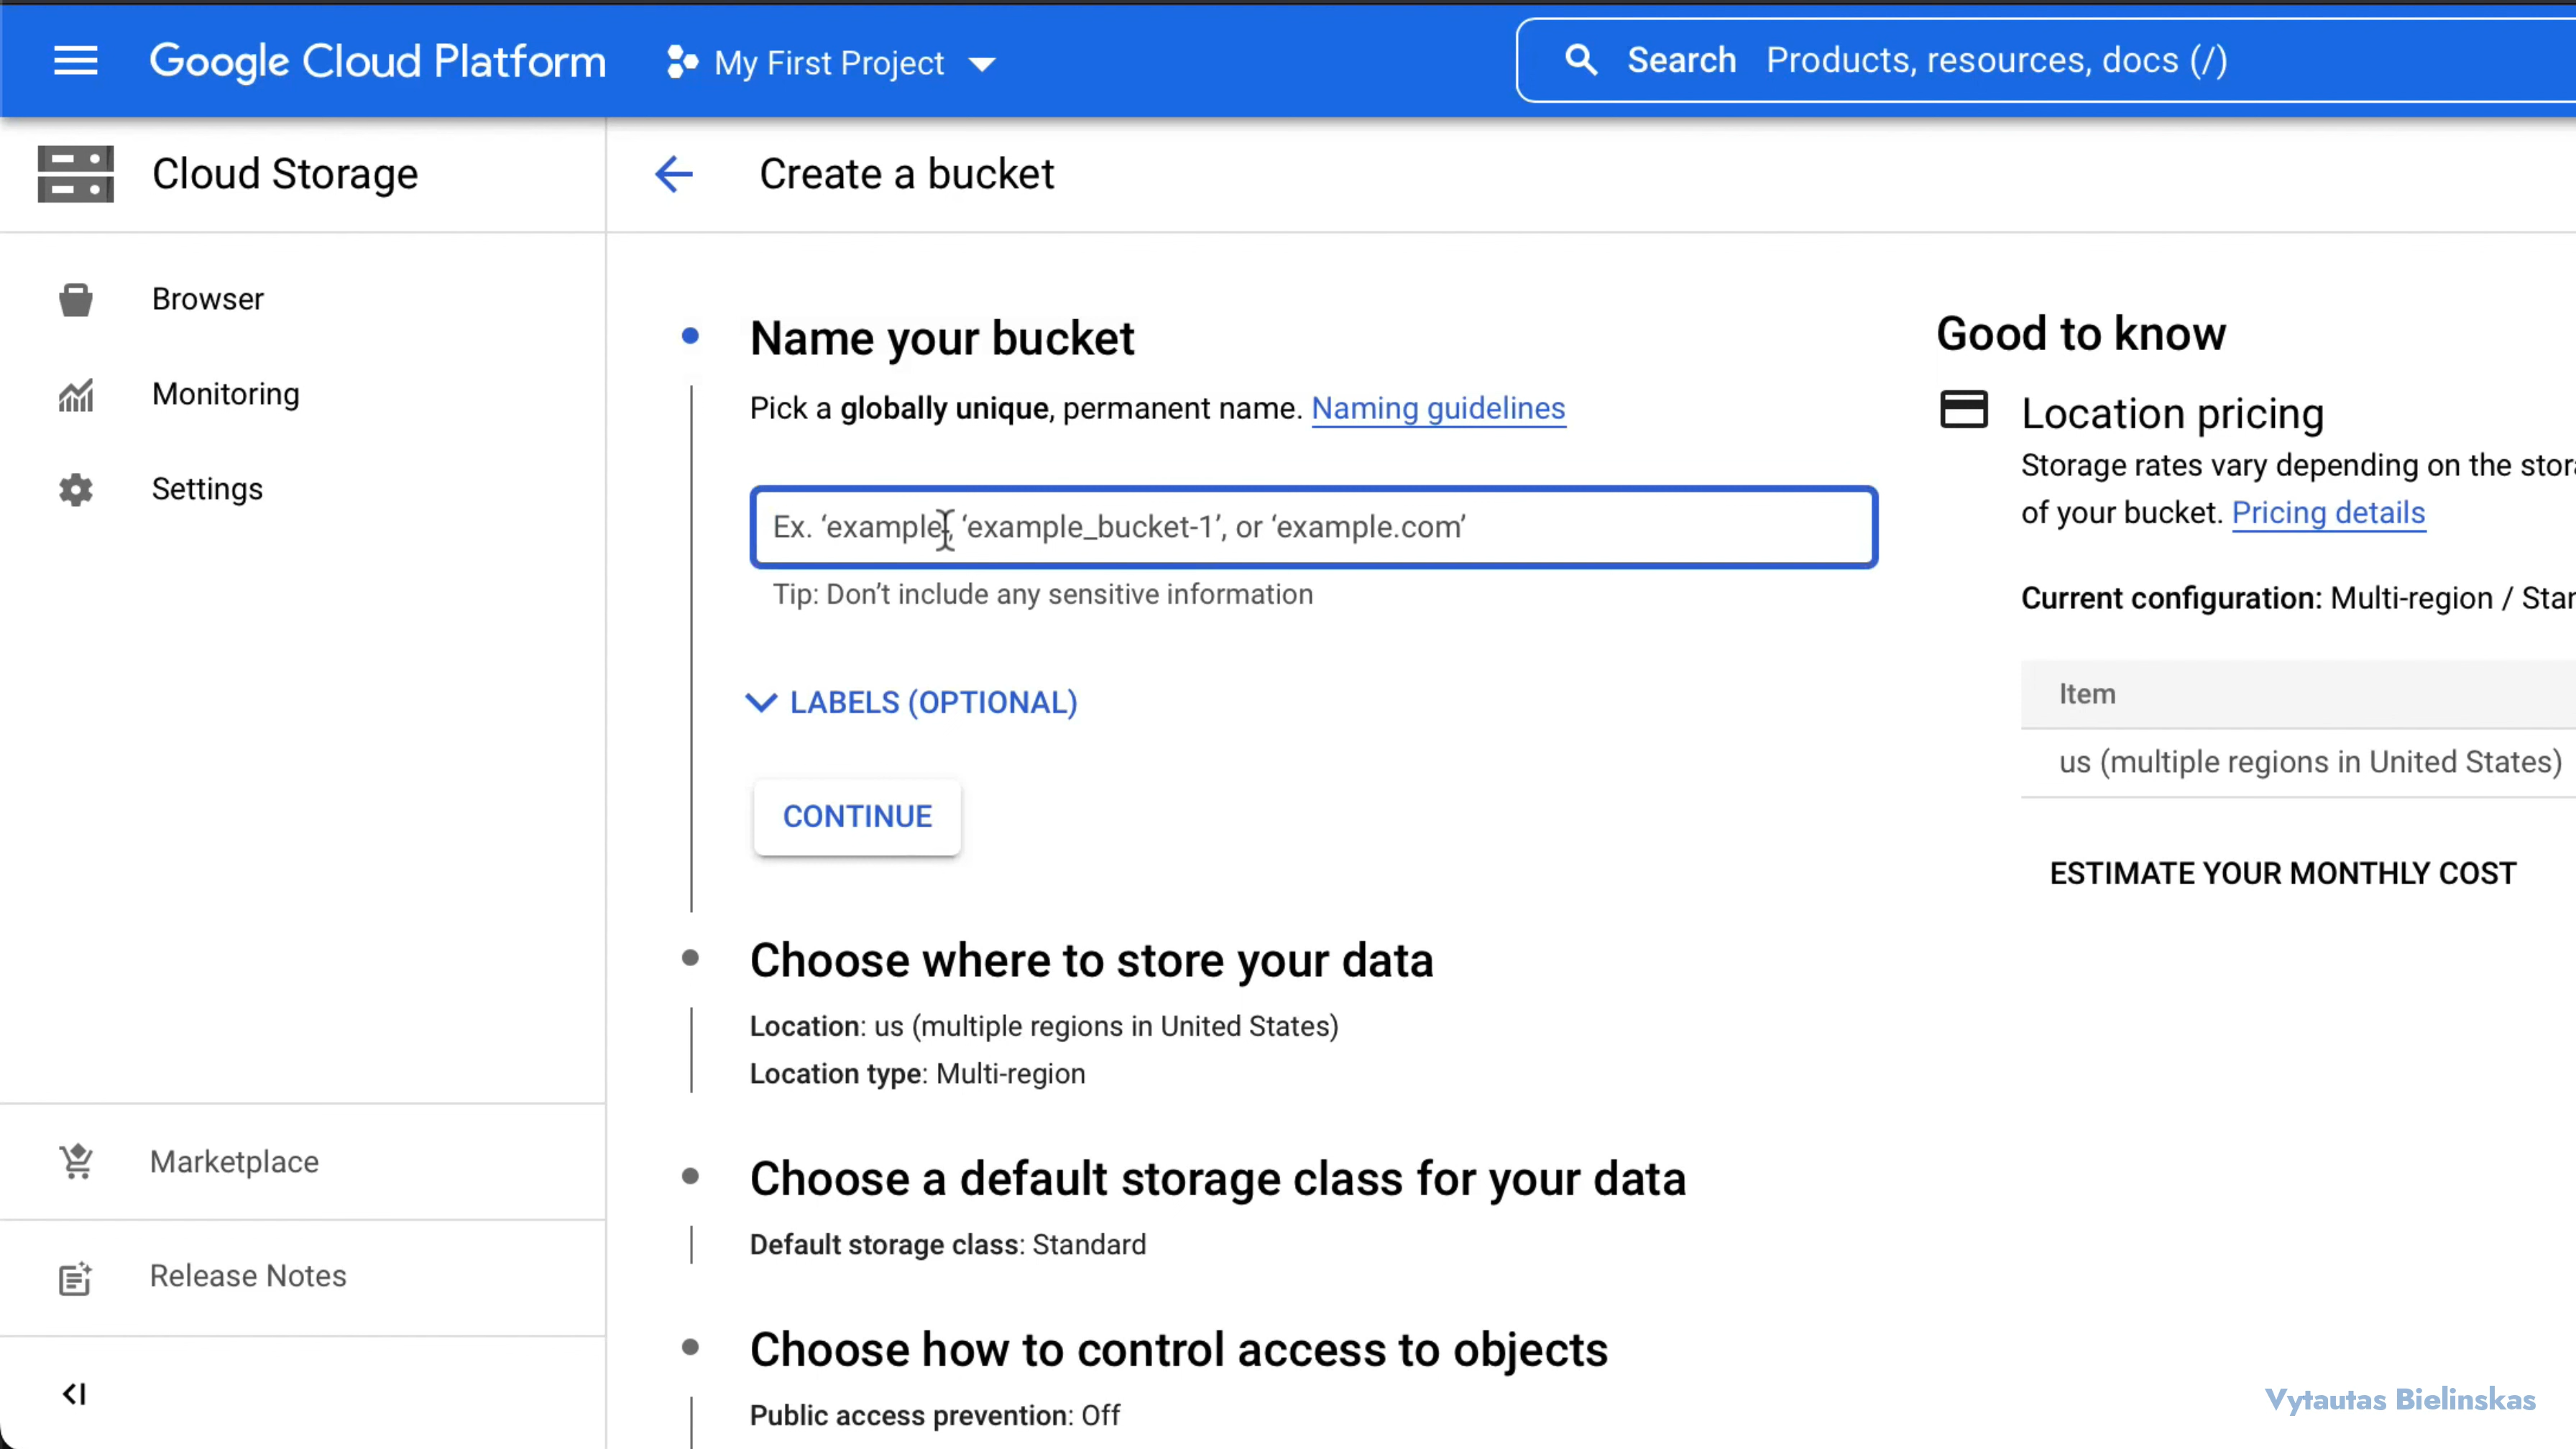 Google Cloud Platform
My First Project
Search Products, resources, docs (/)
Cloud Storage
Create a bucket
Browser
Monitoring
Settings
Marketplace
Release Notes
Name your bucket
Pick a globally unique, permanent name. Naming guidelines
Ex. ‘example’, ‘example_bucket-1’, or ‘example.com’
Tip: Don’t include any sensitive information
LABELS (OPTIONAL)
CONTINUE
Choose where to store your data
Location: us (multiple regions in United States)
Location type: Multi-region
Choose a default storage class for your data
Default storage class: Standard
Choose how to control access to objects
Public access prevention: Off
Good to know
Location pricing
Storage rates vary depending on the
of your bucket. Pricing details
Current configuration: Multi-region /
Item
us (multiple regions in United States)
ESTIMATE YOUR MONTHLY COST
Vytautas Bielinskas